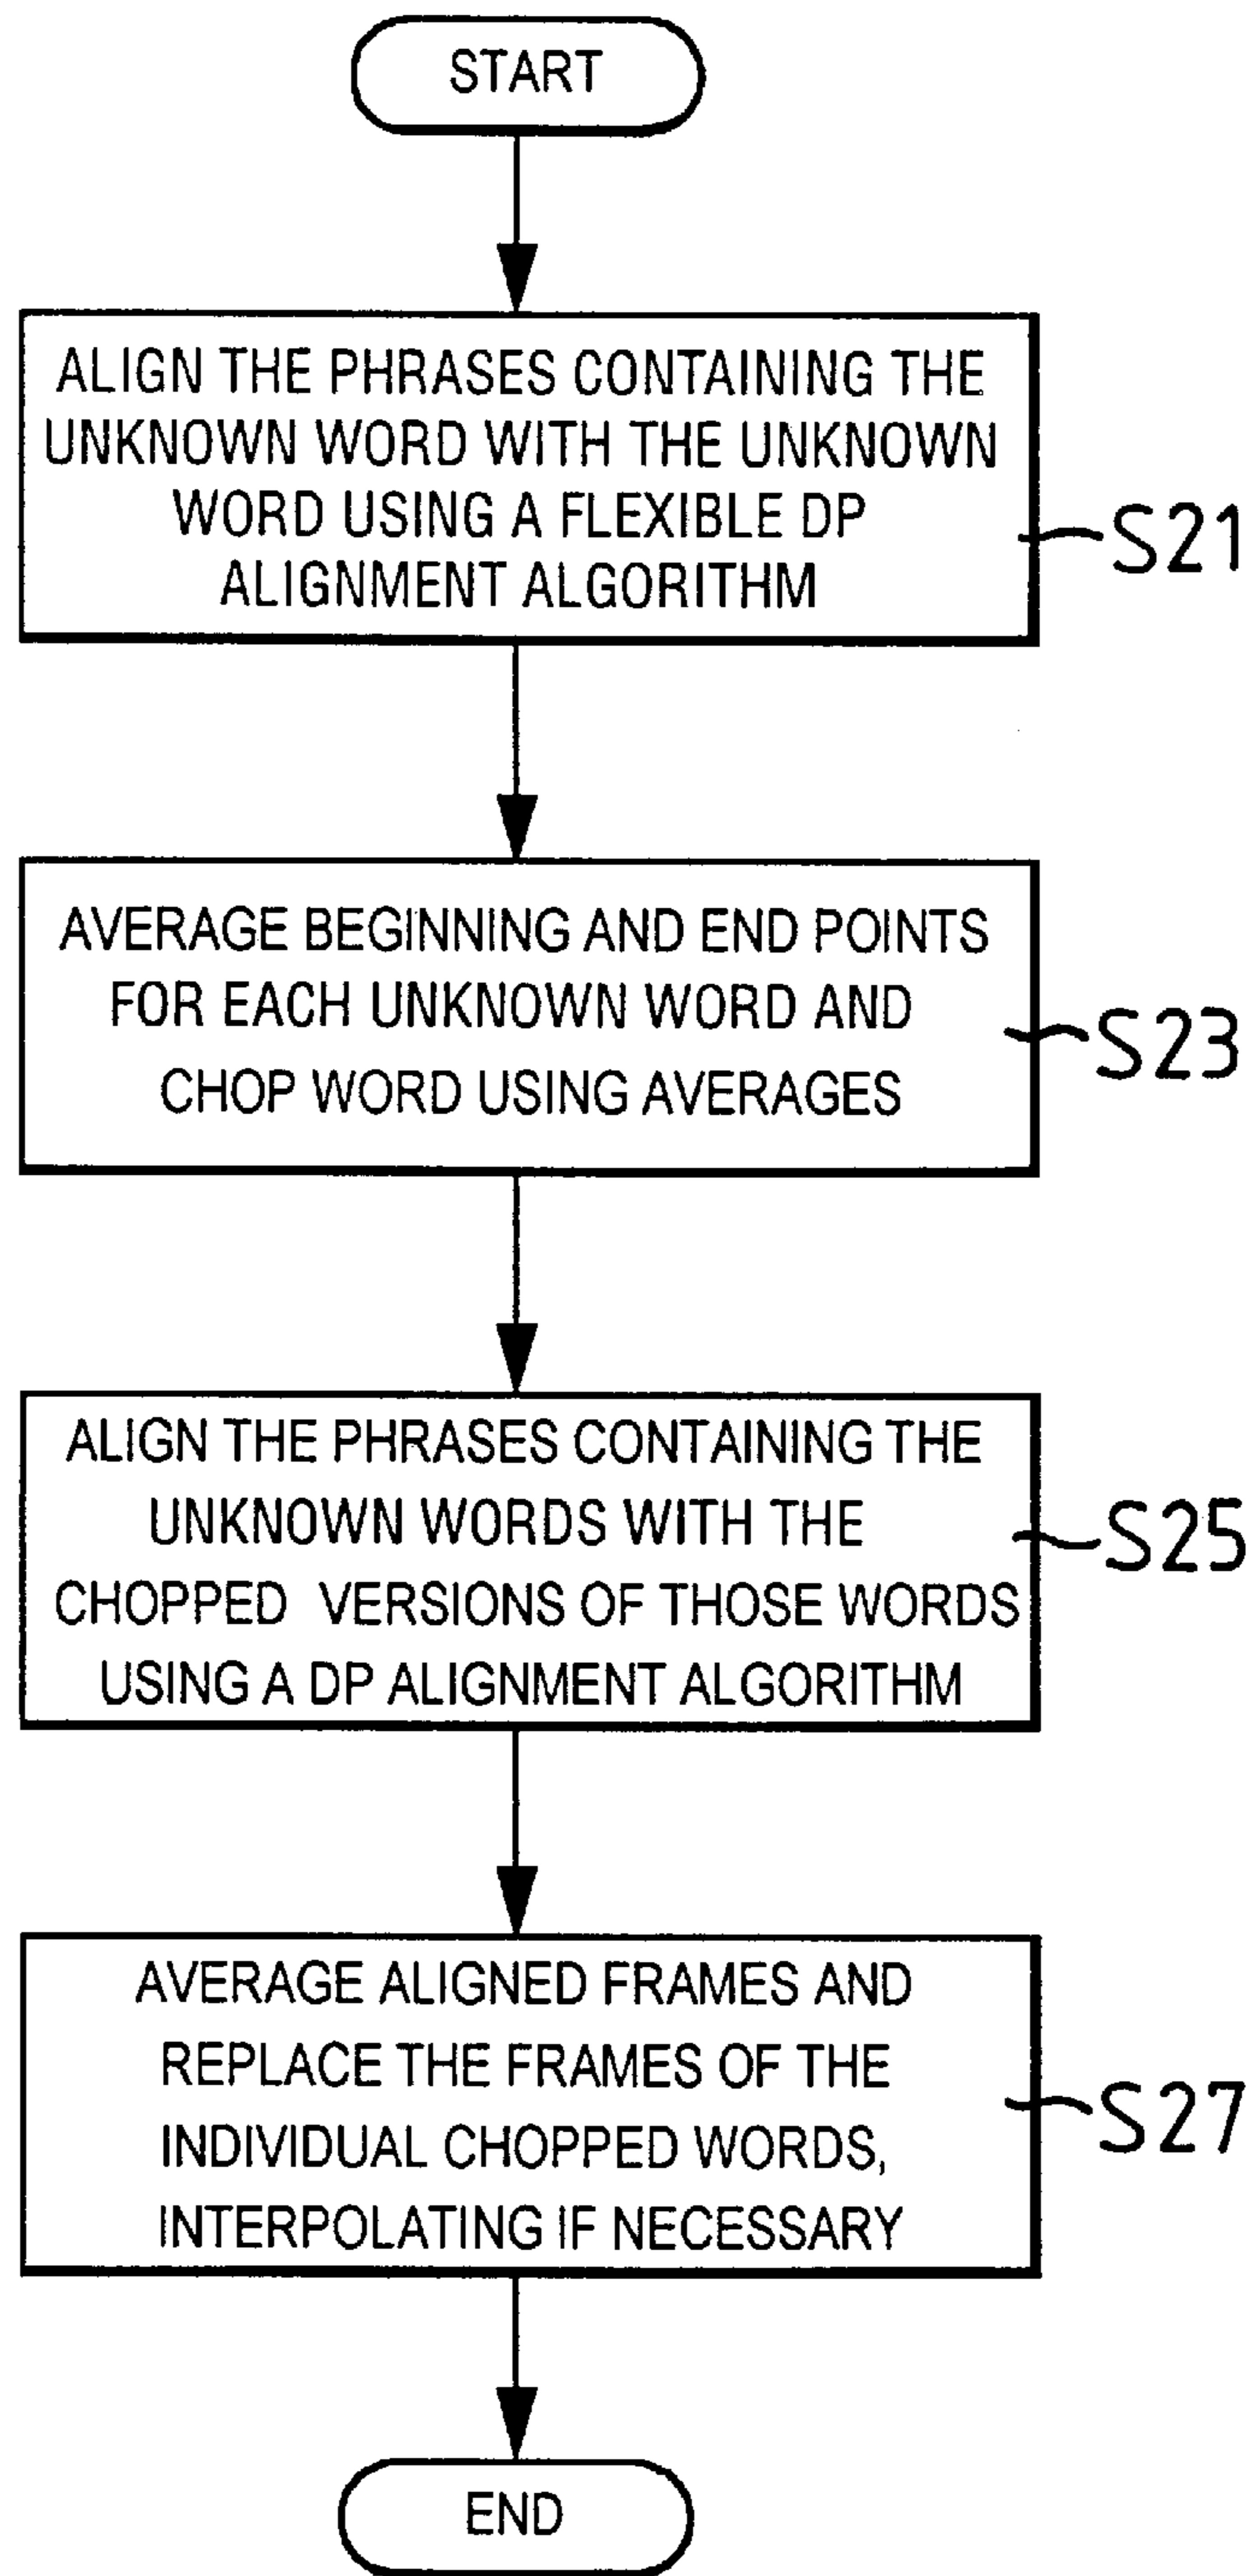 START
ALIGN THE PHRASES CONTAINING THE
UNKNOWN WORD WITH THE UNKNOWN
WORD USING A FLEXIBLE DP
ALIGNMENT ALGORITHM
S21
AVERAGE BEGINNING AND END POINTS
FOR EACH UNKNOWN WORD AND
CHOP WORD USING AVERAGES
S23
ALIGN THE PHRASES CONTAINING THE
UNKNOWN WORDS WITH THE
CHOPPED VERSIONS OF THOSE WORDS
USING A DP ALIGNMENT ALGORITHM
S25
AVERAGE ALIGNED FRAMES AND
REPLACE THE FRAMES OF THE
INDIVIDUAL CHOPPED WORDS,
INTERPOLATING IF NECESSARY
S27
END